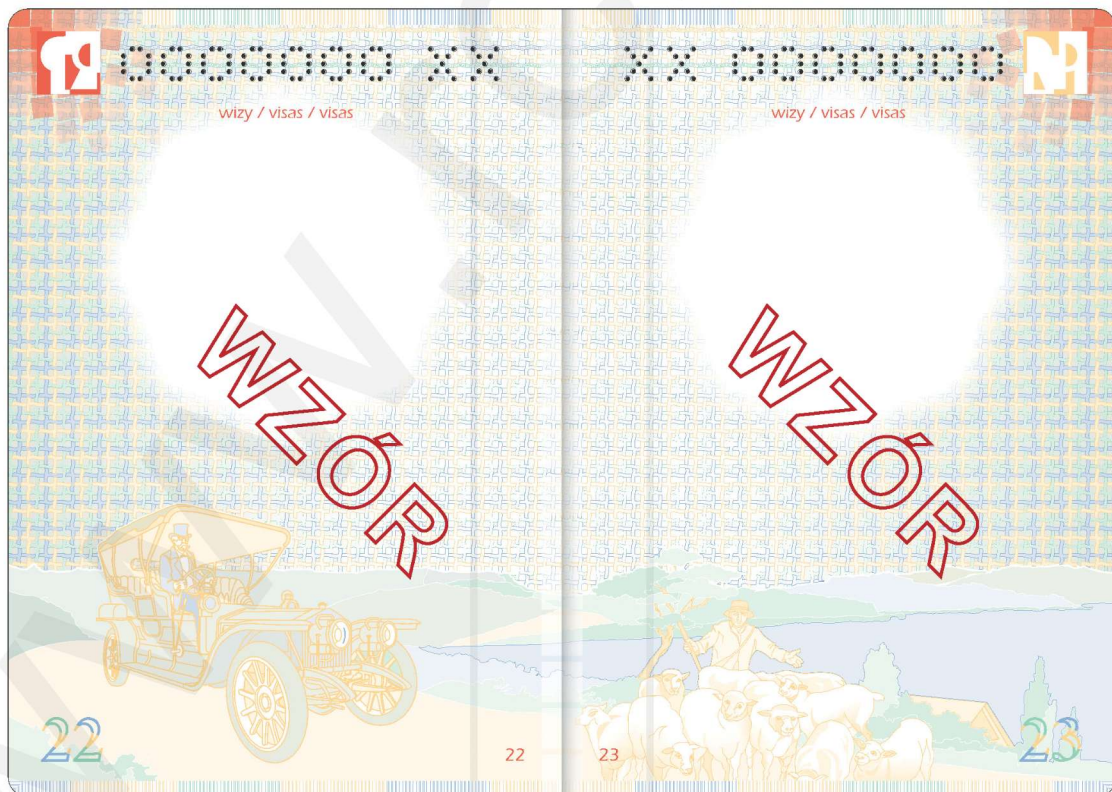 0000000 XX
wizy / visas / visas
WZÓR
22
22
XX 0000000
wizy / visas / visas
WZÓR
23
23